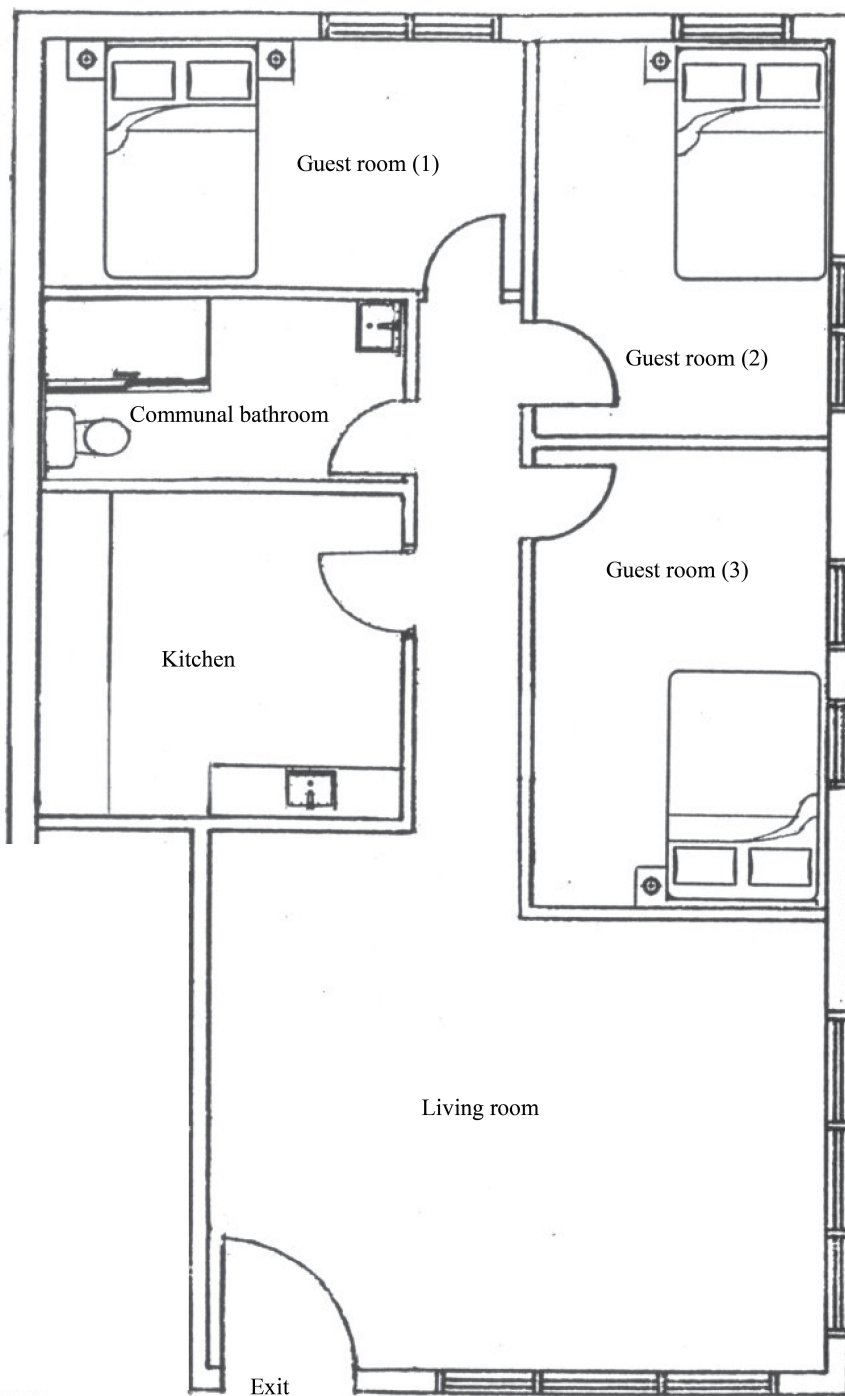 Guest room (1)
Guest room (2)
Communal bathroom
Guest room (3)
Kitchen
Living room
Exit